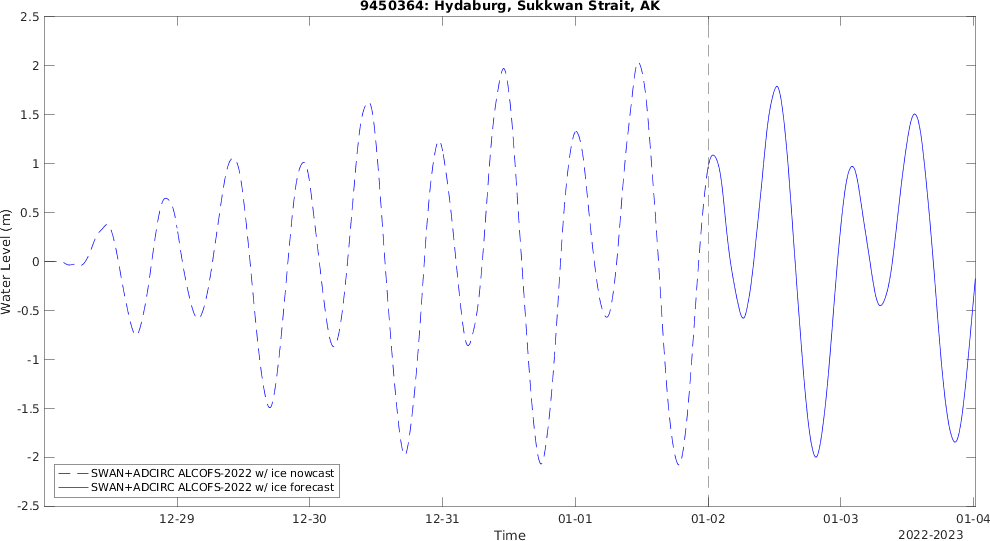 9450364: Hydaburg, Sukkwan Strait, AK
2.5
2
1.5
1
0.5
0
-0.5
-1
-1.5
-2
-2.5
Water Level (m)
SWAN+ADCIRC ALCOFS-2022 w/ ice nowcast
SWAN+ADCIRC ALCOFS-2022 w/ ice forecast
12-29 12-30 12-31 01-01 01-02 01-03 01-04
Time
2022-2023